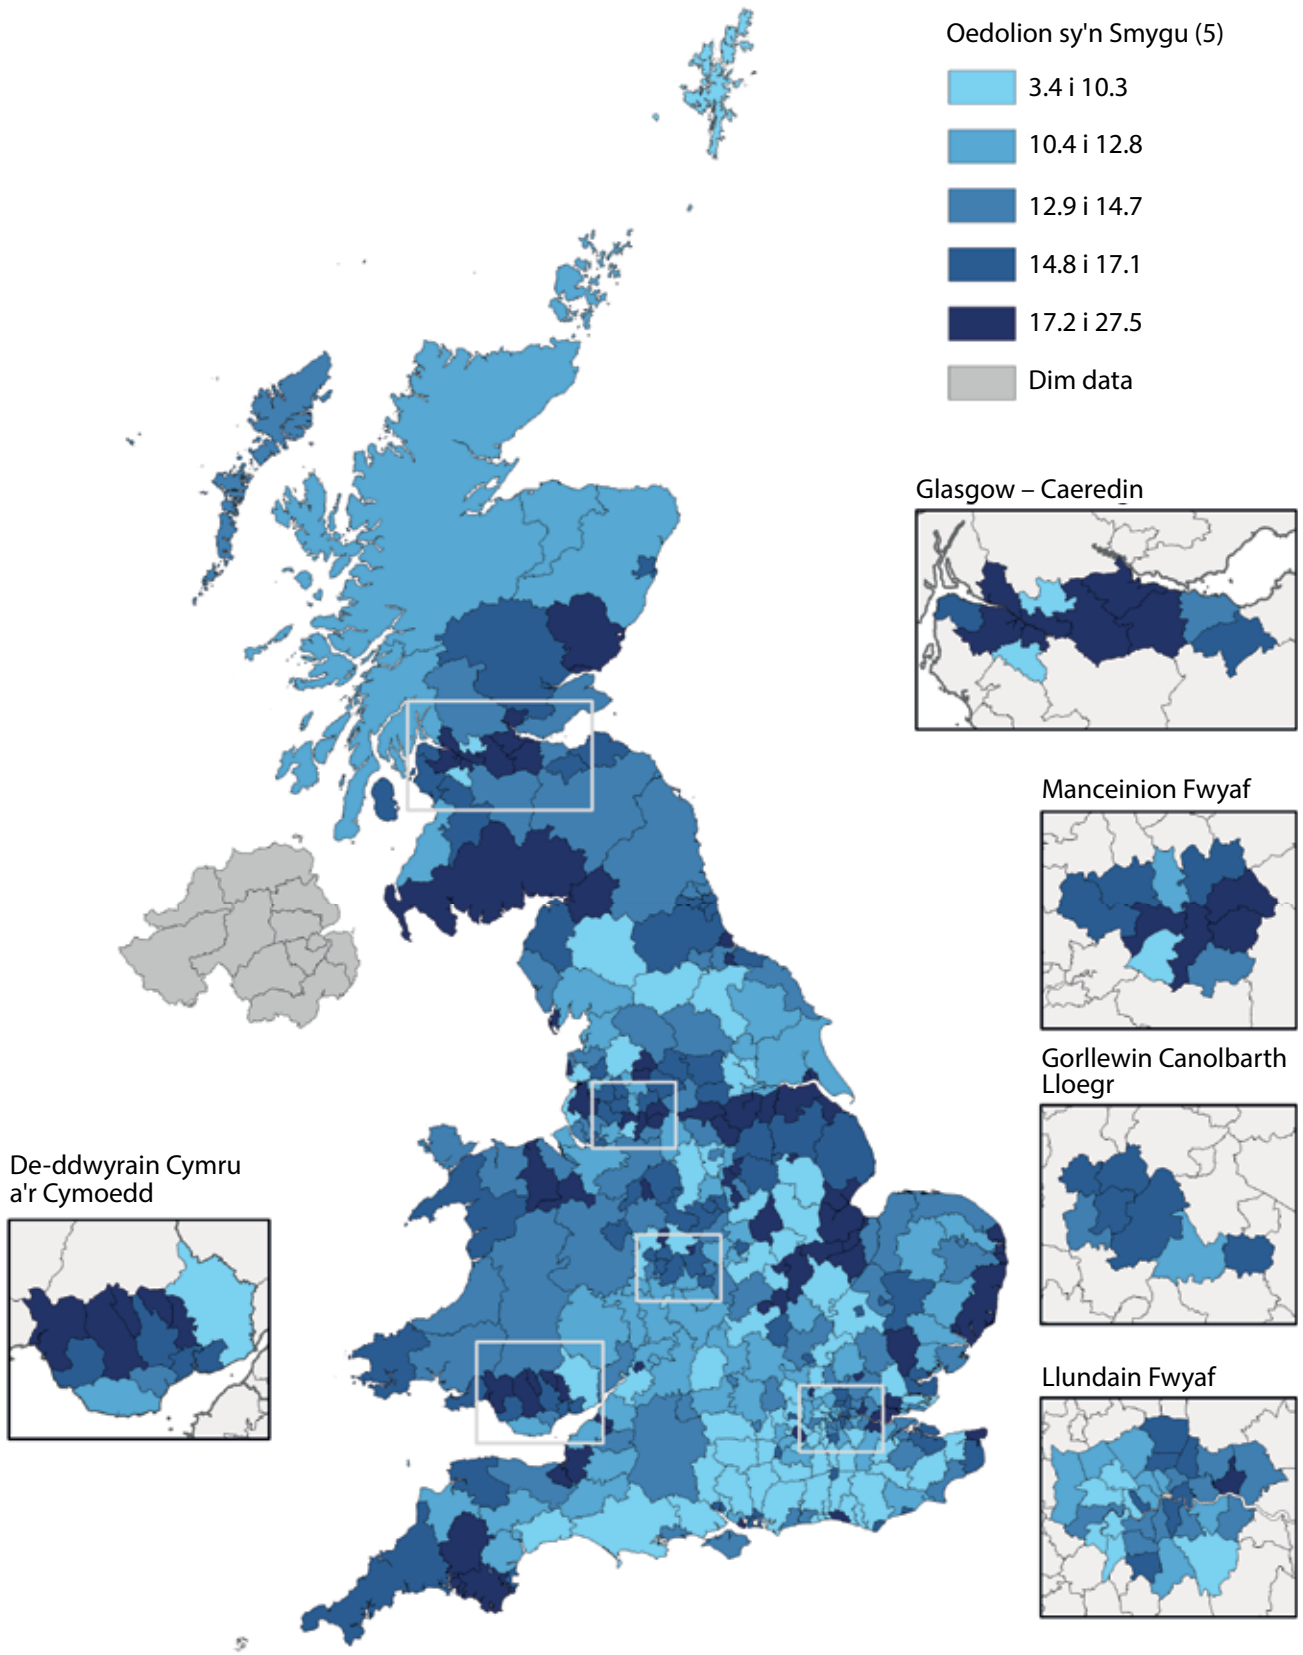 Oedolion sy'n Smygu (5)
3.4 i 10.3
10.4 i 12.8
12.9 i 14.7
14.8 i 17.1
17.2 i 27.5
Dim data
Glasgow – Caeredin
Manceinion Fwyaf
Gorllewin Canolbarth
Lloegr
De-ddwyrain Cymru
a'r Cymoedd
Llundain Fwyaf